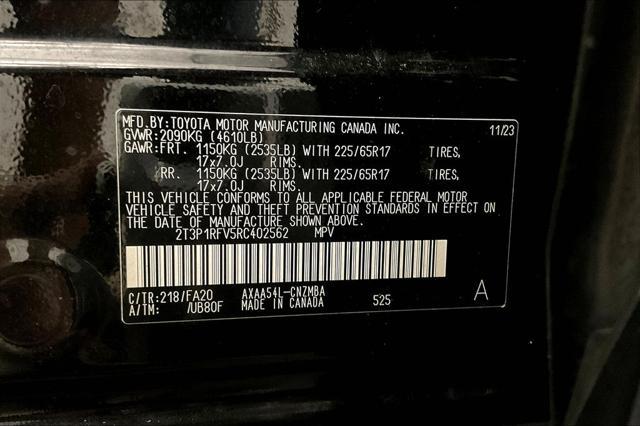 MFD.BY:TOYOTA MOTOR MANUFACTURING CANADA INC. 11/23
GVWR:2090KG (4610LB)
GAWR:FRT. 1150KG (2535LB) WITH 225/65R17 TIRES,
17x7.0J RIMS.
RR. 1150KG (2535LB) WITH 225/65R17 TIRES,
17x7.0J RIMS.
THIS VEHICLE CONFORMS TO ALL APPLICABLE FEDERAL MOTOR
VEHICLE SAFETY AND THEFT PREVENTION STANDARDS IN EFFECT ON
THE DATE OF MANUFACTURE SHOWN ABOVE.
2T3P1RFV5RC402562 MPV
C/TR:218/FA20 AXAA54L-CNZMBA
A/TM: /UB80F MADE IN CANADA 525 A